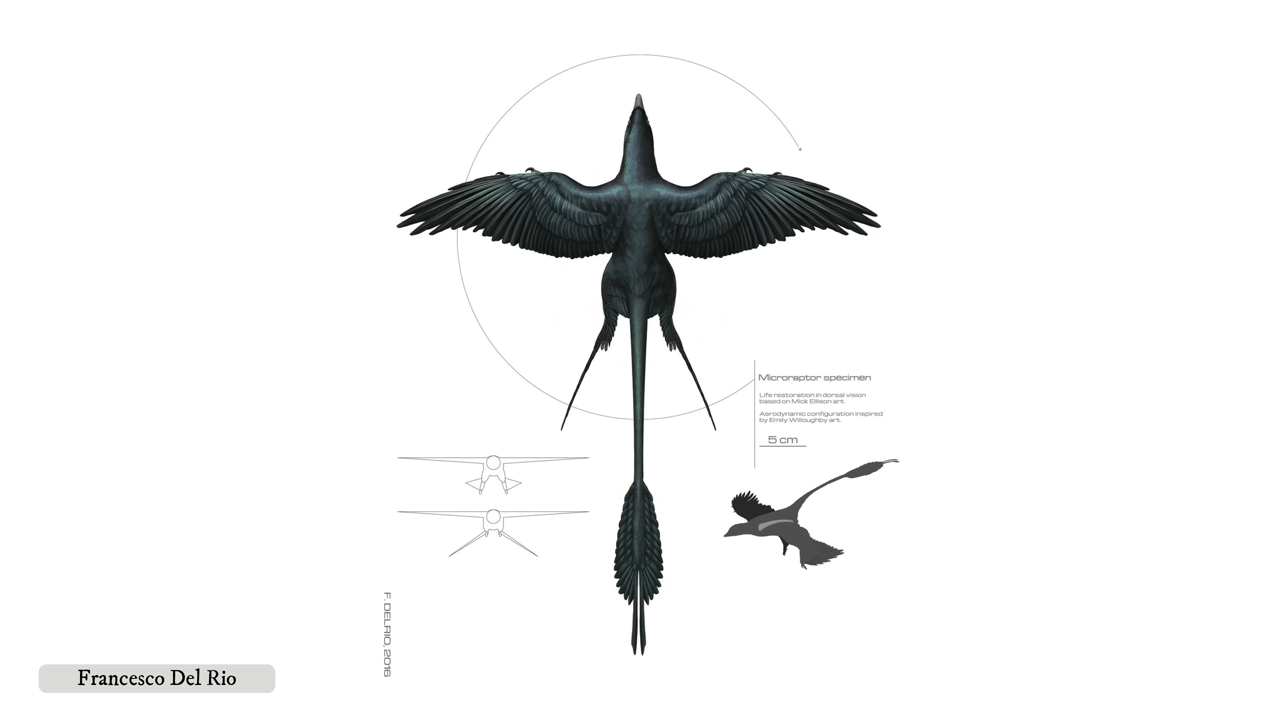 Microraptor specimen
Life restoration in dorsal vision
based on Mick Ellison art.
Aerodynamic configuration inspired
by Emily Willoughby art.
5 cm
F. DELRIO, 2016
Francesco Del Rio